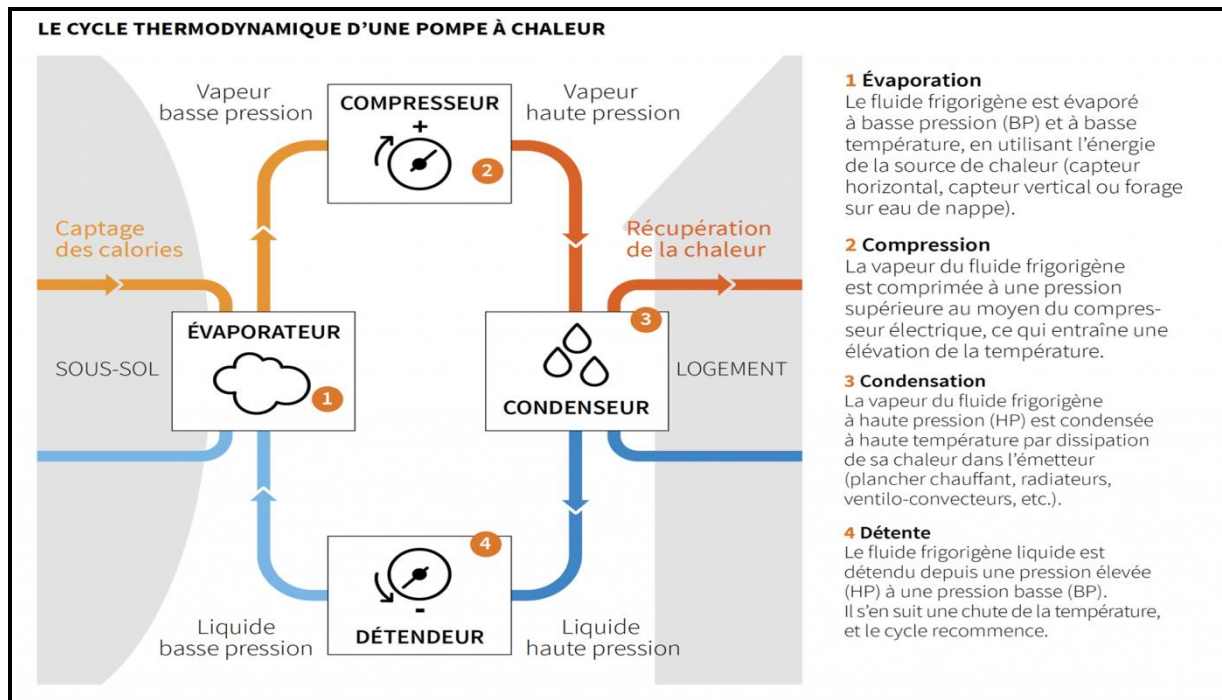 LE CYCLE THERMODYNAMIQUE D'UNE POMPE À CHALEUR
Vapeur
basse pression
COMPRESSEUR
+
2
Vapeur
haute pression
Captage
des calories
Récupération
de la chaleur
ÉVAPORATEUR
1
SOUS-SOL
3
CONDENSEUR
LOGEMENT
4
-
DÉTENDEUR
Liquide
basse pression
Liquide
haute pression
1 Évaporation
Le fluide frigorigène est évaporé
à basse pression (BP) et à basse
température, en utilisant l'énergie
de la source de chaleur (capteur
horizontal, capteur vertical ou forage
sur eau de nappe).
2 Compression
La vapeur du fluide frigorigène
est comprimée à une pression
supérieure au moyen du compres-
seur électrique, ce qui entraîne une
élévation de la température.
3 Condensation
La vapeur du fluide frigorigène
à haute pression (HP) est condensée
à haute température par dissipation
de sa chaleur dans l'émetteur
(plancher chauffant, radiateurs,
ventilo-convecteurs, etc.).
4 Détente
Le fluide frigorigène liquide est
détendu depuis une pression élevée
(HP) à une pression basse (BP).
Il s'en suit une chute de la température,
et le cycle recommence.